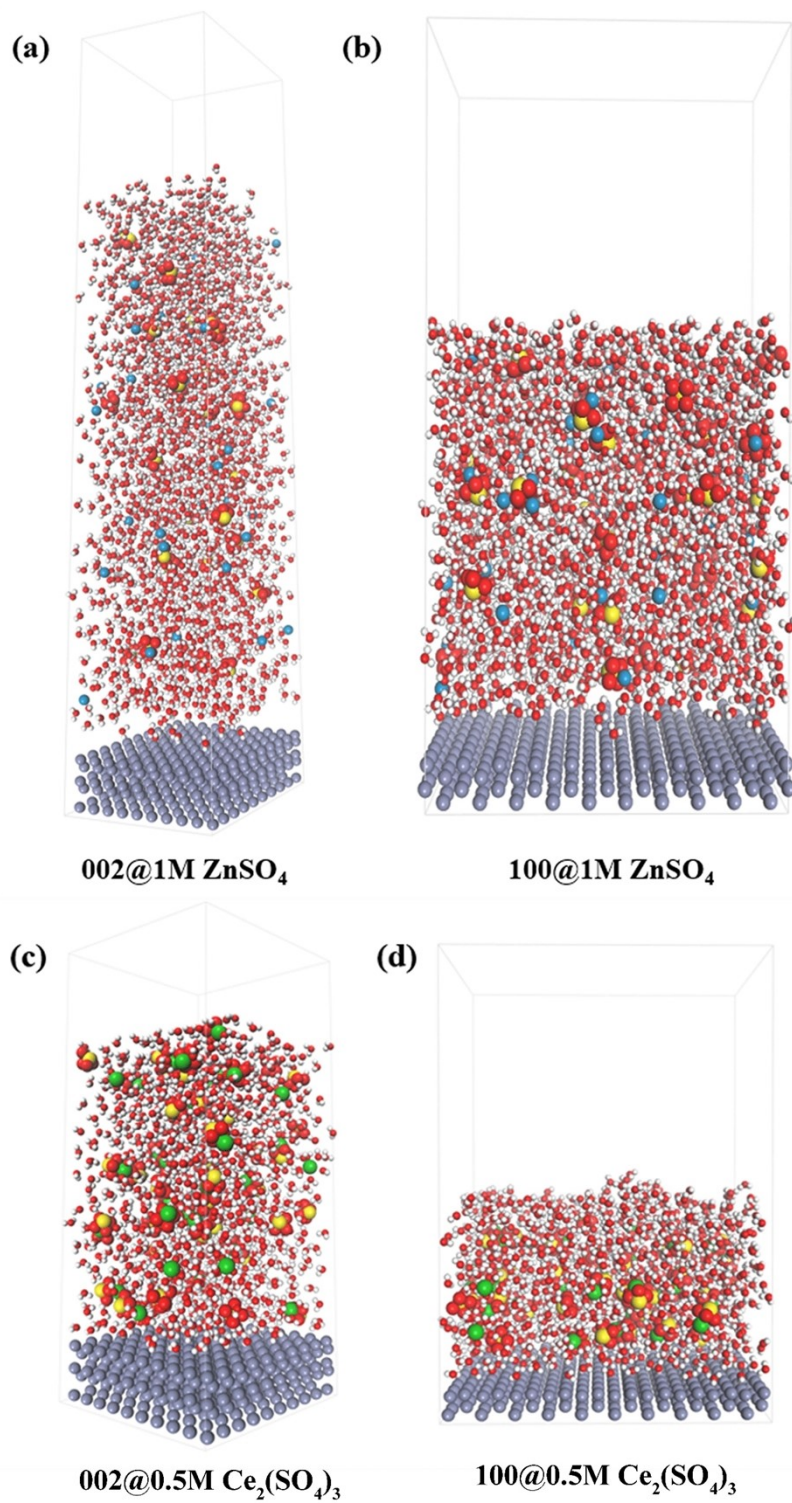 (a)
(b)
002@1M ZnSO₄
100@1M ZnSO₄
(c)
(d)
002@0.5M Ce₂(SO₄)₃
100@0.5M Ce₂(SO₄)₃